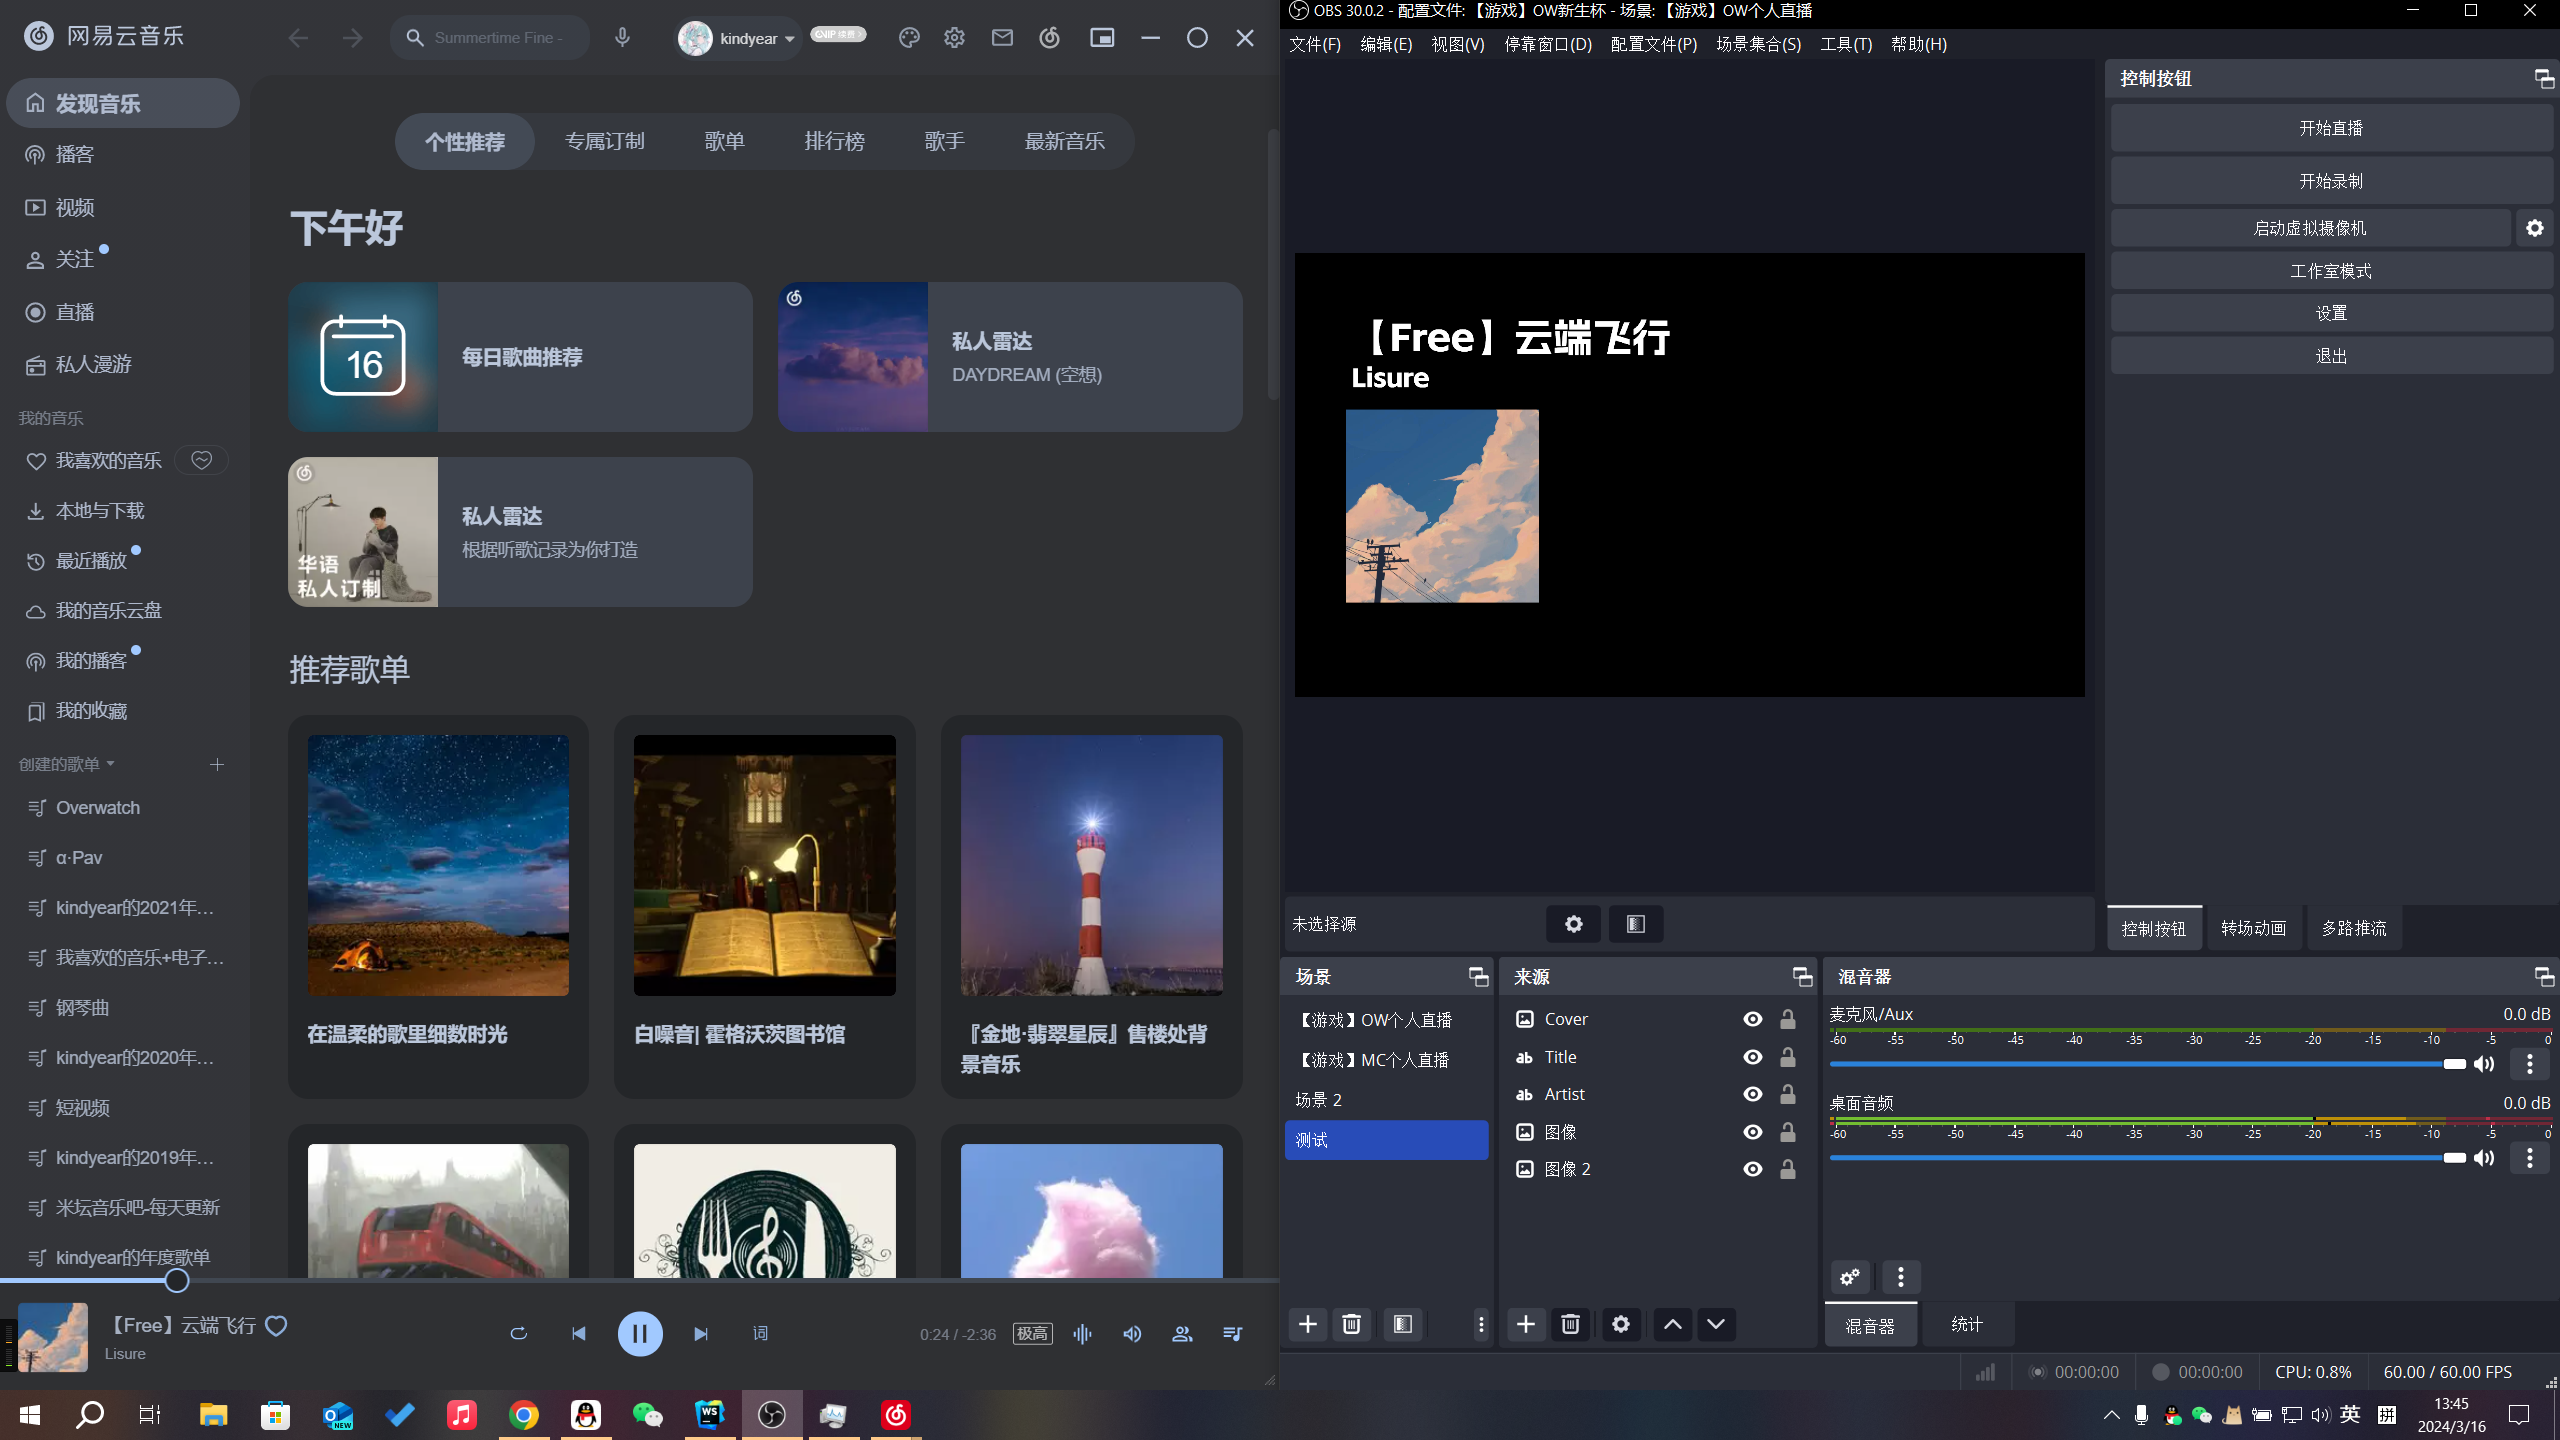 网易云音乐
Summertime Fine -
kindyear
发现音乐
播客
视频
关注
直播
私人漫游
我的音乐
我喜欢的音乐
本地与下载
最近播放
我的音乐云盘
我的播客
我的收藏
创建的歌单
Overwatch
α·Pav
kindyear的2021年…
我喜欢的音乐+电子…
钢琴曲
kindyear的2020年…
短视频
kindyear的2019年…
米坛音乐吧-每天更新
kindyear的年度歌单
个性推荐 专属订制 歌单 排行榜 歌手 最新音乐
下午好
16
每日歌曲推荐
私人雷达
DAYDREAM (空想)
华语
私人订制
私人雷达
根据听歌记录为你打造
推荐歌单
在温柔的歌里细数时光
白噪音| 霍格沃茨图书馆
『金地·翡翠星辰』售楼处背
景音乐
【Free】云端飞行
Lisure
词
0:24 / -2:36
极高
OBS 30.0.2 - 配置文件: 【游戏】OW新生杯 - 场景: 【游戏】OW个人直播
文件(F) 编辑(E) 视图(V) 停靠窗口(D) 配置文件(P) 场景集合(S) 工具(T) 帮助(H)
【Free】云端飞行
Lisure
控制按钮
开始直播
开始录制
启动虚拟摄像机
工作室模式
设置
退出
控制按钮 转场动画 多路推流
未选择源
场景
【游戏】OW个人直播
【游戏】MC个人直播
场景 2
测试
来源
Cover
Title
Artist
图像
图像 2
混音器
麦克风/Aux 0.0 dB
-60 -55 -50 -45 -40 -35 -30 -25 -20 -15 -10 -5 0
桌面音频 0.0 dB
-60 -55 -50 -45 -40 -35 -30 -25 -20 -15 -10 -5 0
混音器 统计
00:00:00 00:00:00 CPU: 0.8% 60.00 / 60.00 FPS
NEW
WS
英
拼
13:45
2024/3/16